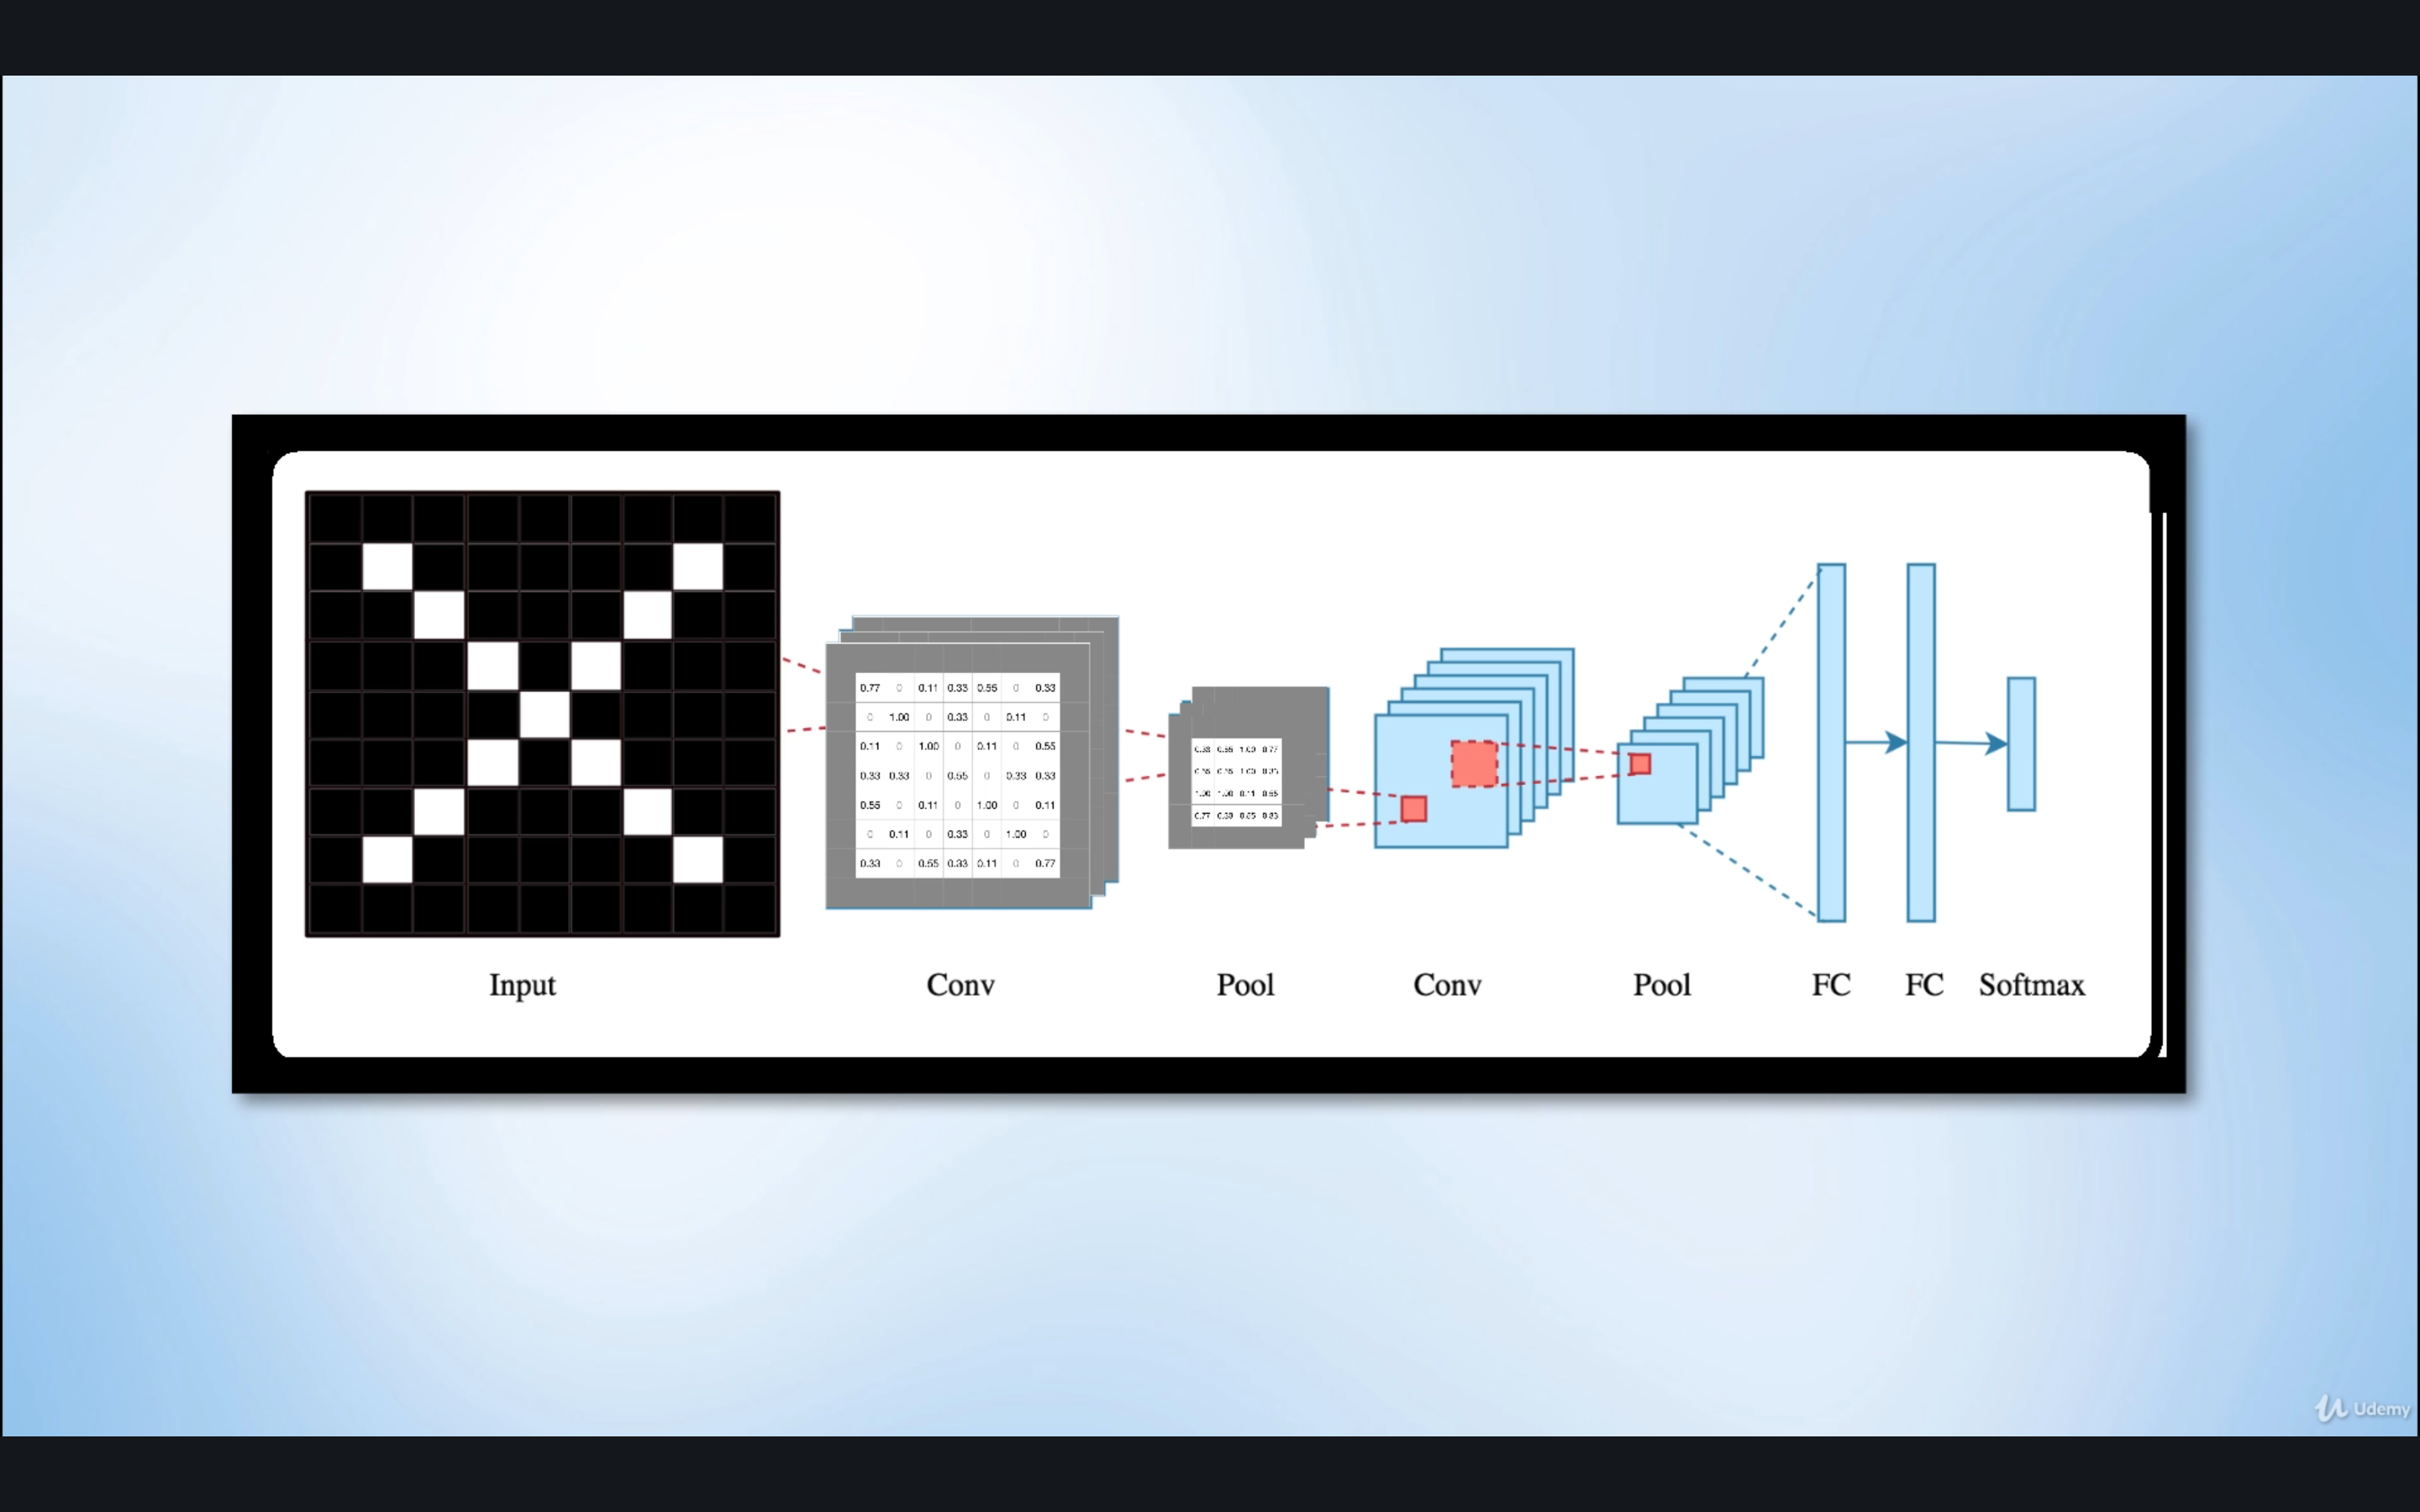 0.77 0 0.11 0.33 0.55 0 0.33
0 1.00 0 0.33 0 0.11 0
0.11 0 1.00 0 0.11 0 0.55
0.33 0.33 0 0.55 0 0.33 0.33
0.55 0 0.11 0 1.00 0 0.11
0 0.11 0 0.33 0 1.00 0
0.33 0 0.55 0.33 0.11 0 0.77
Input Conv Pool Conv Pool FC FC Softmax
Udemy